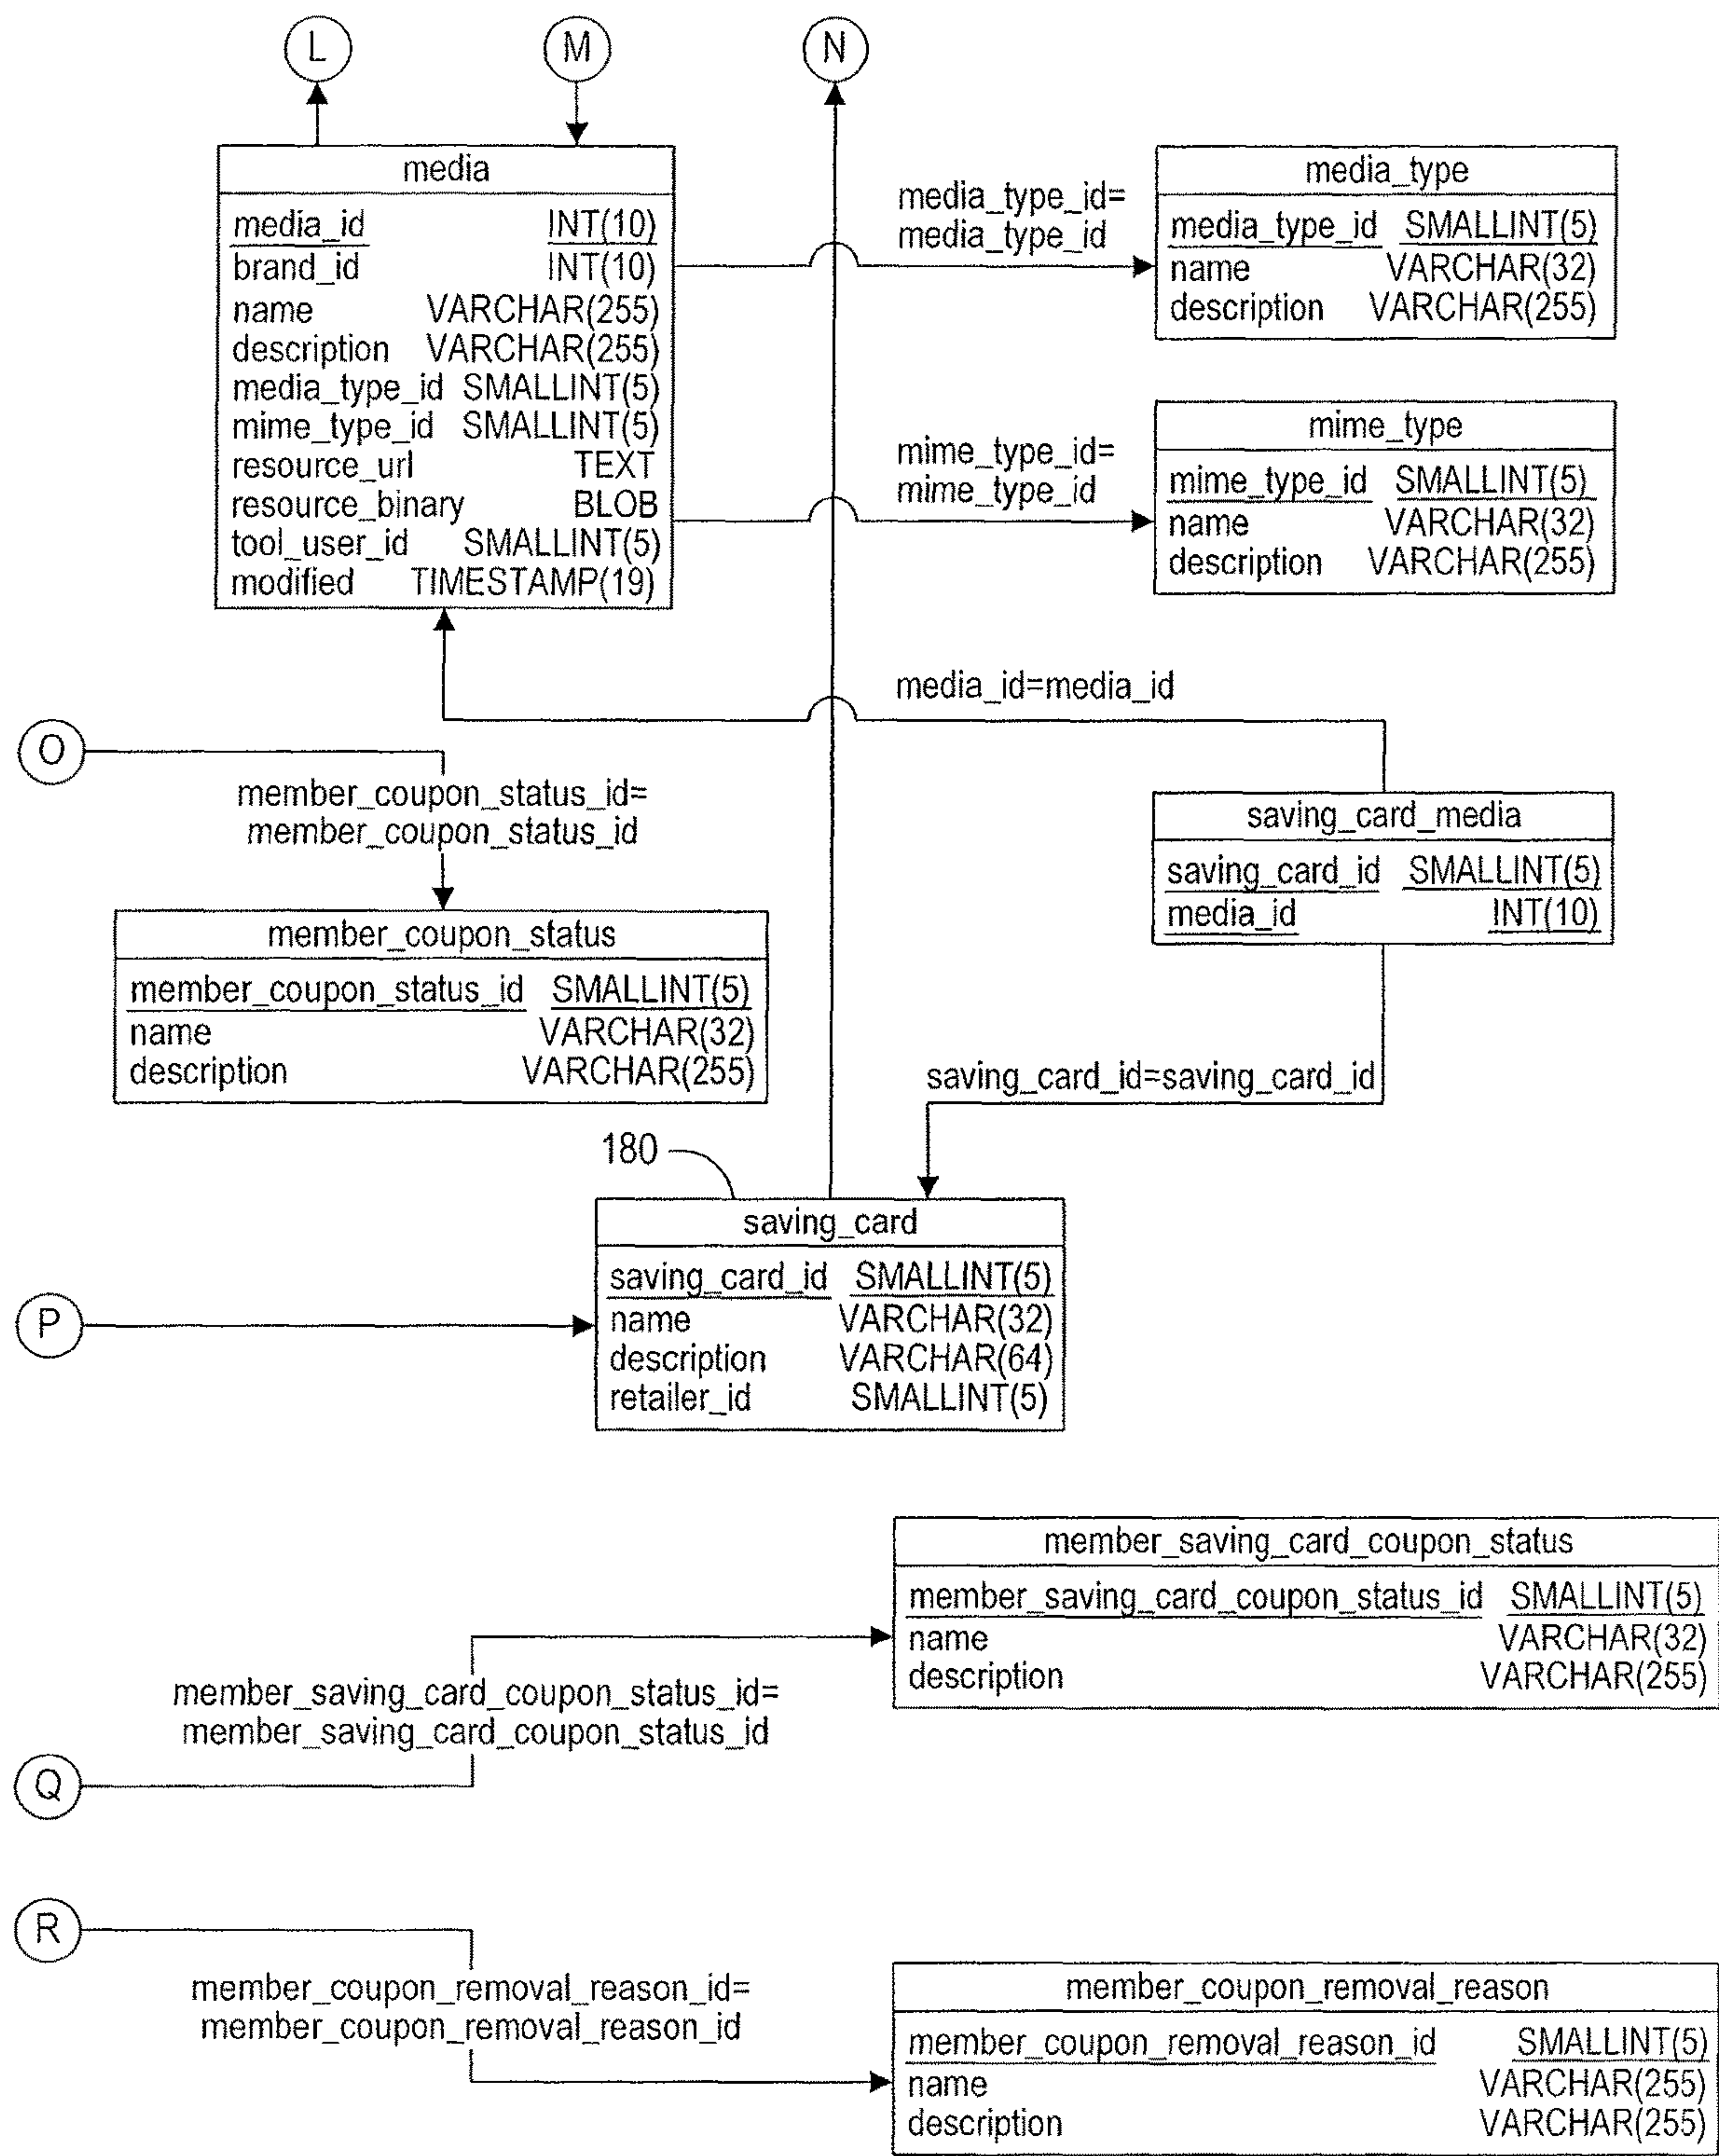 L
M
N
media
media_id INT(10)
brand_id INT(10)
name VARCHAR(255)
description VARCHAR(255)
media_type_id SMALLINT(5)
mime_type_id SMALLINT(5)
resource_url TEXT
resource_binary BLOB
tool_user_id SMALLINT(5)
modified TIMESTAMP(19)
media_type_id=
media_type_id
media_type
media_type_id SMALLINT(5)
name VARCHAR(32)
description VARCHAR(255)
mime_type_id=
mime_type_id
mime_type
mime_type_id SMALLINT(5)
name VARCHAR(32)
description VARCHAR(255)
media_id=media_id
O
member_coupon_status_id=
member_coupon_status_id
saving_card_media
saving_card_id SMALLINT(5)
media_id INT(10)
member_coupon_status
member_coupon_status_id SMALLINT(5)
name VARCHAR(32)
description VARCHAR(255)
saving_card_id=saving_card_id
180
saving_card
saving_card_id SMALLINT(5)
name VARCHAR(32)
description VARCHAR(64)
retailer_id SMALLINT(5)
P
member_saving_card_coupon_status
member_saving_card_coupon_status_id SMALLINT(5)
name VARCHAR(32)
description VARCHAR(255)
member_saving_card_coupon_status_id=
member_saving_card_coupon_status_id
Q
R
member_coupon_removal_reason_id=
member_coupon_removal_reason_id
member_coupon_removal_reason
member_coupon_removal_reason_id SMALLINT(5)
name VARCHAR(255)
description VARCHAR(255)